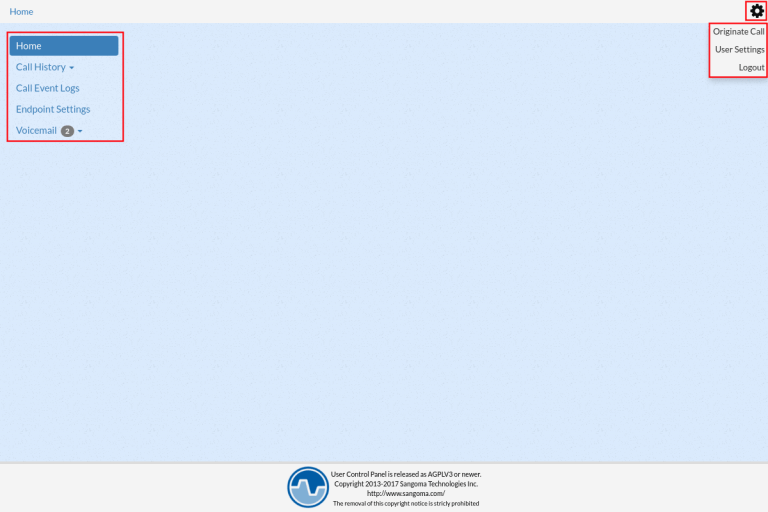 Home
Originate Call
User Settings
Logout
Home
Call History
Call Event Logs
Endpoint Settings
Voicemail 2
User Control Panel is released as AGPLV3 or newer.
Copyright 2013-2017 Sangoma Technologies Inc.
http://www.sangoma.com/
The removal of this copyright notice is stricly prohibited